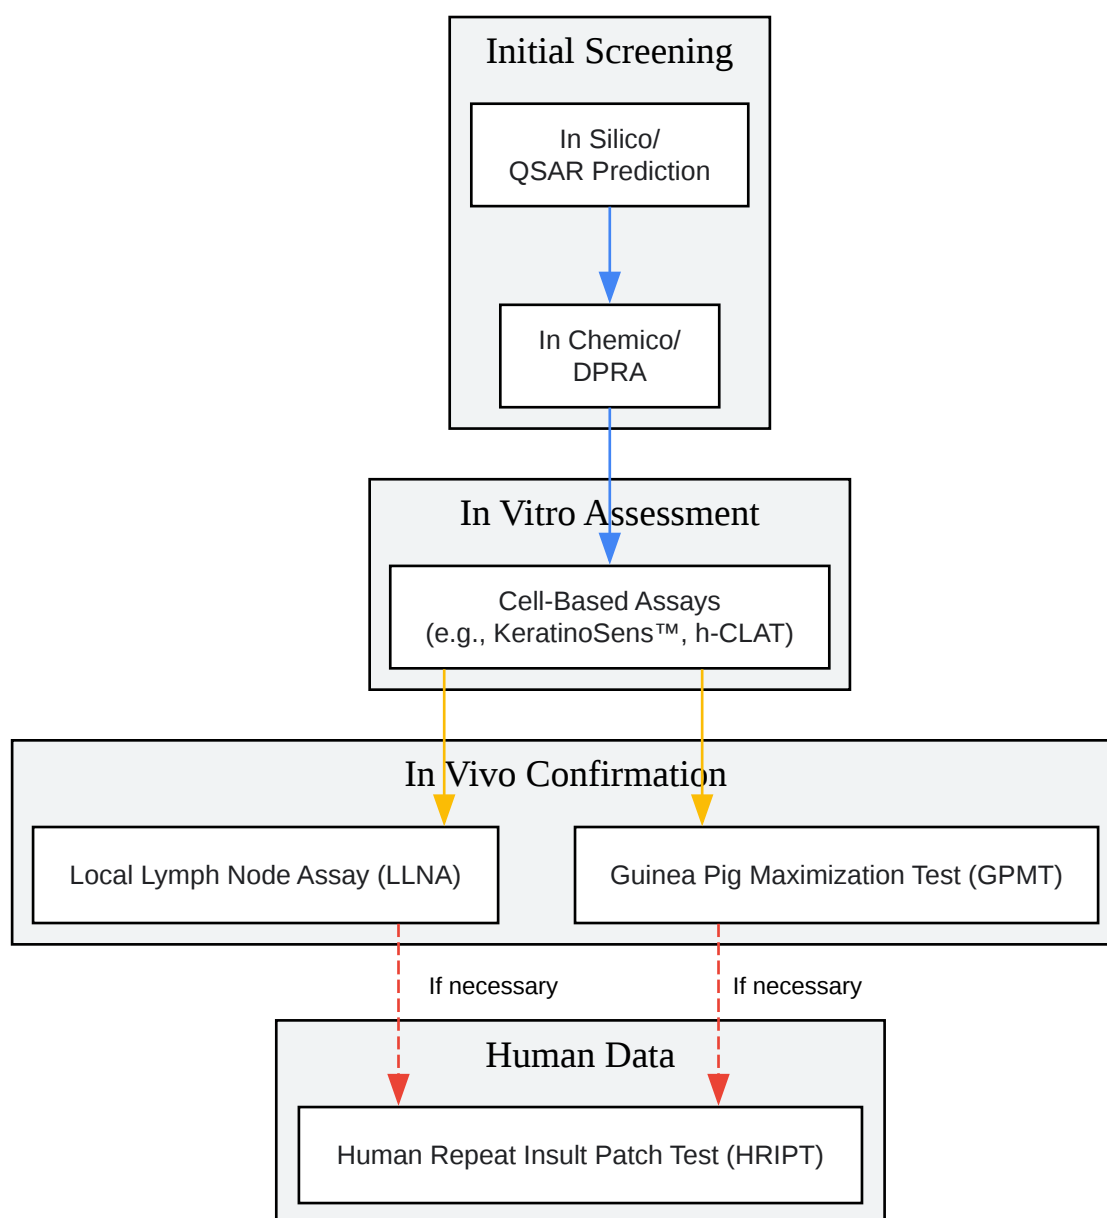 Initial Screening
In Silico/
QSAR Prediction
In Chemico/
DPRA
In Vitro Assessment
Cell-Based Assays
(e.g., KeratinoSens™, h-CLAT)
In Vivo Confirmation
Local Lymph Node Assay (LLNA)
Guinea Pig Maximization Test (GPMT)
If necessary
If necessary
Human Data
Human Repeat Insult Patch Test (HRIPT)